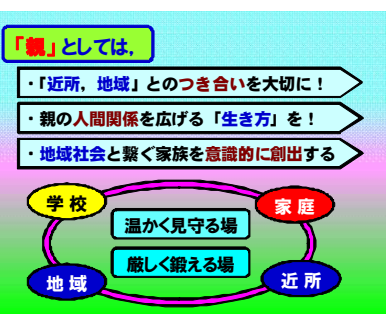 「親」としては，
・「近所，地域」とのつき合いを大切に！
・親の人間関係を広げる「生き方」を！
・地域社会と繋ぐ家族を意識的に創出する
学校
家庭
温かく見守る場
厳しく鍛える場
地域
近所